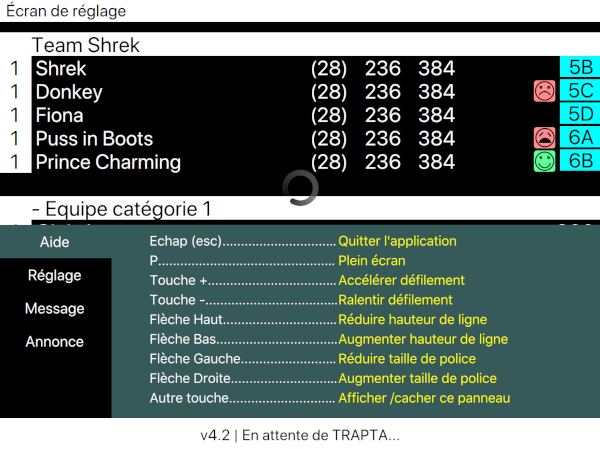 Écran de réglage
Team Shrek
1 Shrek (28) 236 384 5B
1 Donkey (28) 236 384 5C
1 Fiona (28) 236 384 5D
1 Puss in Boots (28) 236 384 6A
1 Prince Charming (28) 236 384 6B
- Equipe catégorie 1
Aide
Réglage
Message
Annonce
Echap (esc)................................Quitter l'application
P..................................................Plein écran
Touche +.....................................Accélérer défilement
Touche -.....................................Ralentir défilement
Flèche Haut................................Réduire hauteur de ligne
Flèche Bas..................................Augmenter hauteur de ligne
Flèche Gauche...........................Réduire taille de police
Flèche Droite..............................Augmenter taille de police
Autre touche..............................Afficher /cacher ce panneau
v4.2 | En attente de TRAPTA...